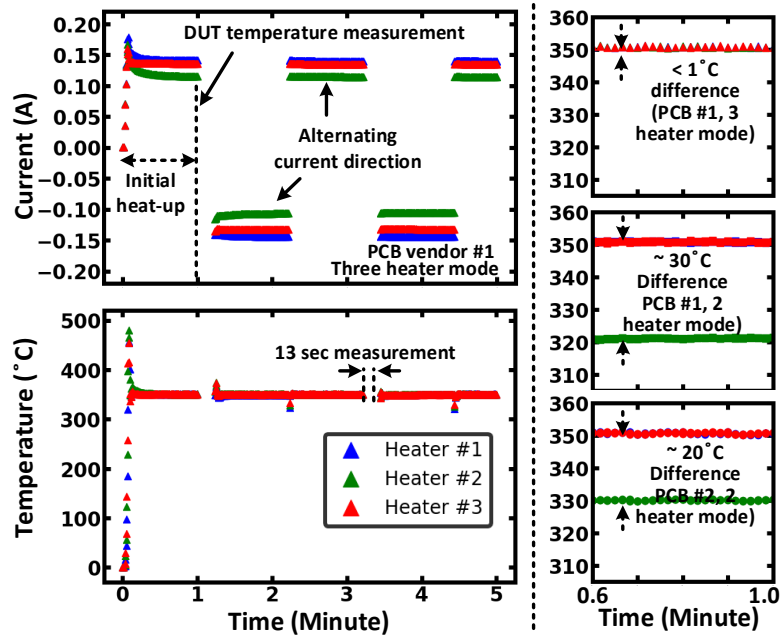 0.20
0.15
0.10
0.05
0.00
−0.05
−0.10
−0.15
−0.20
Current (A)
DUT temperature measurement
Alternating
current direction
Initial
heat-up
PCB vendor #1
Three heater mode
500
400
300
200
100
0
Temperature (˚C)
13 sec measurement
Heater #1
Heater #2
Heater #3
0
1
2
3
4
5
Time (Minute)
360
350
340
330
320
310
< 1˚C
difference
(PCB #1, 3
heater mode)
360
350
340
330
320
310
~ 30˚C
Difference
PCB #1, 2
heater mode)
360
350
340
330
320
310
~ 20˚C
Difference
PCB #2, 2
heater mode)
0.6
0.8
1.0
Time (Minute)